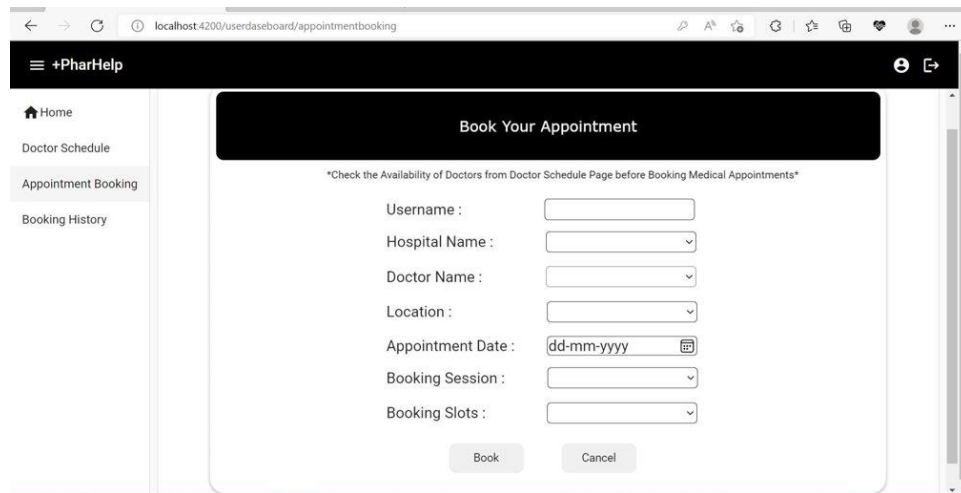 localhost:4200/userdaseboard/appointmentbooking
+PharHelp
Home
Doctor Schedule
Appointment Booking
Booking History
Book Your Appointment
*Check the Availability of Doctors from Doctor Schedule Page before Booking Medical Appointments*
Username :
Hospital Name :
Doctor Name :
Location :
Appointment Date : dd-mm-yyyy
Booking Session :
Booking Slots :
Book Cancel